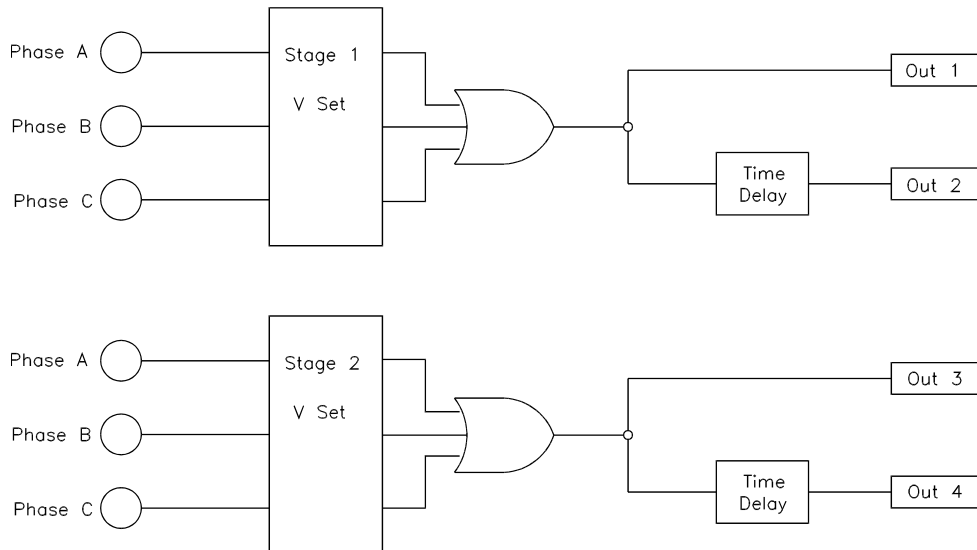 Phase A
Stage 1
Out 1
V Set
Phase B
Time
Delay
Out 2
Phase C
Phase A
Stage 2
Out 3
V Set
Phase B
Time
Delay
Out 4
Phase C